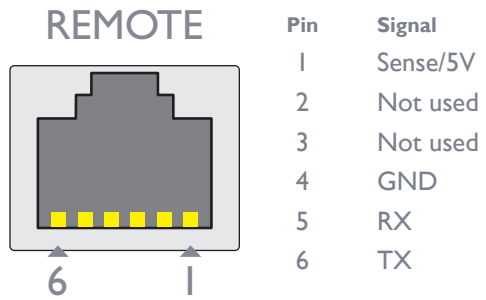 REMOTE
6 1
Pin Signal
1 Sense/5V
2 Not used
3 Not used
4 GND
5 RX
6 TX